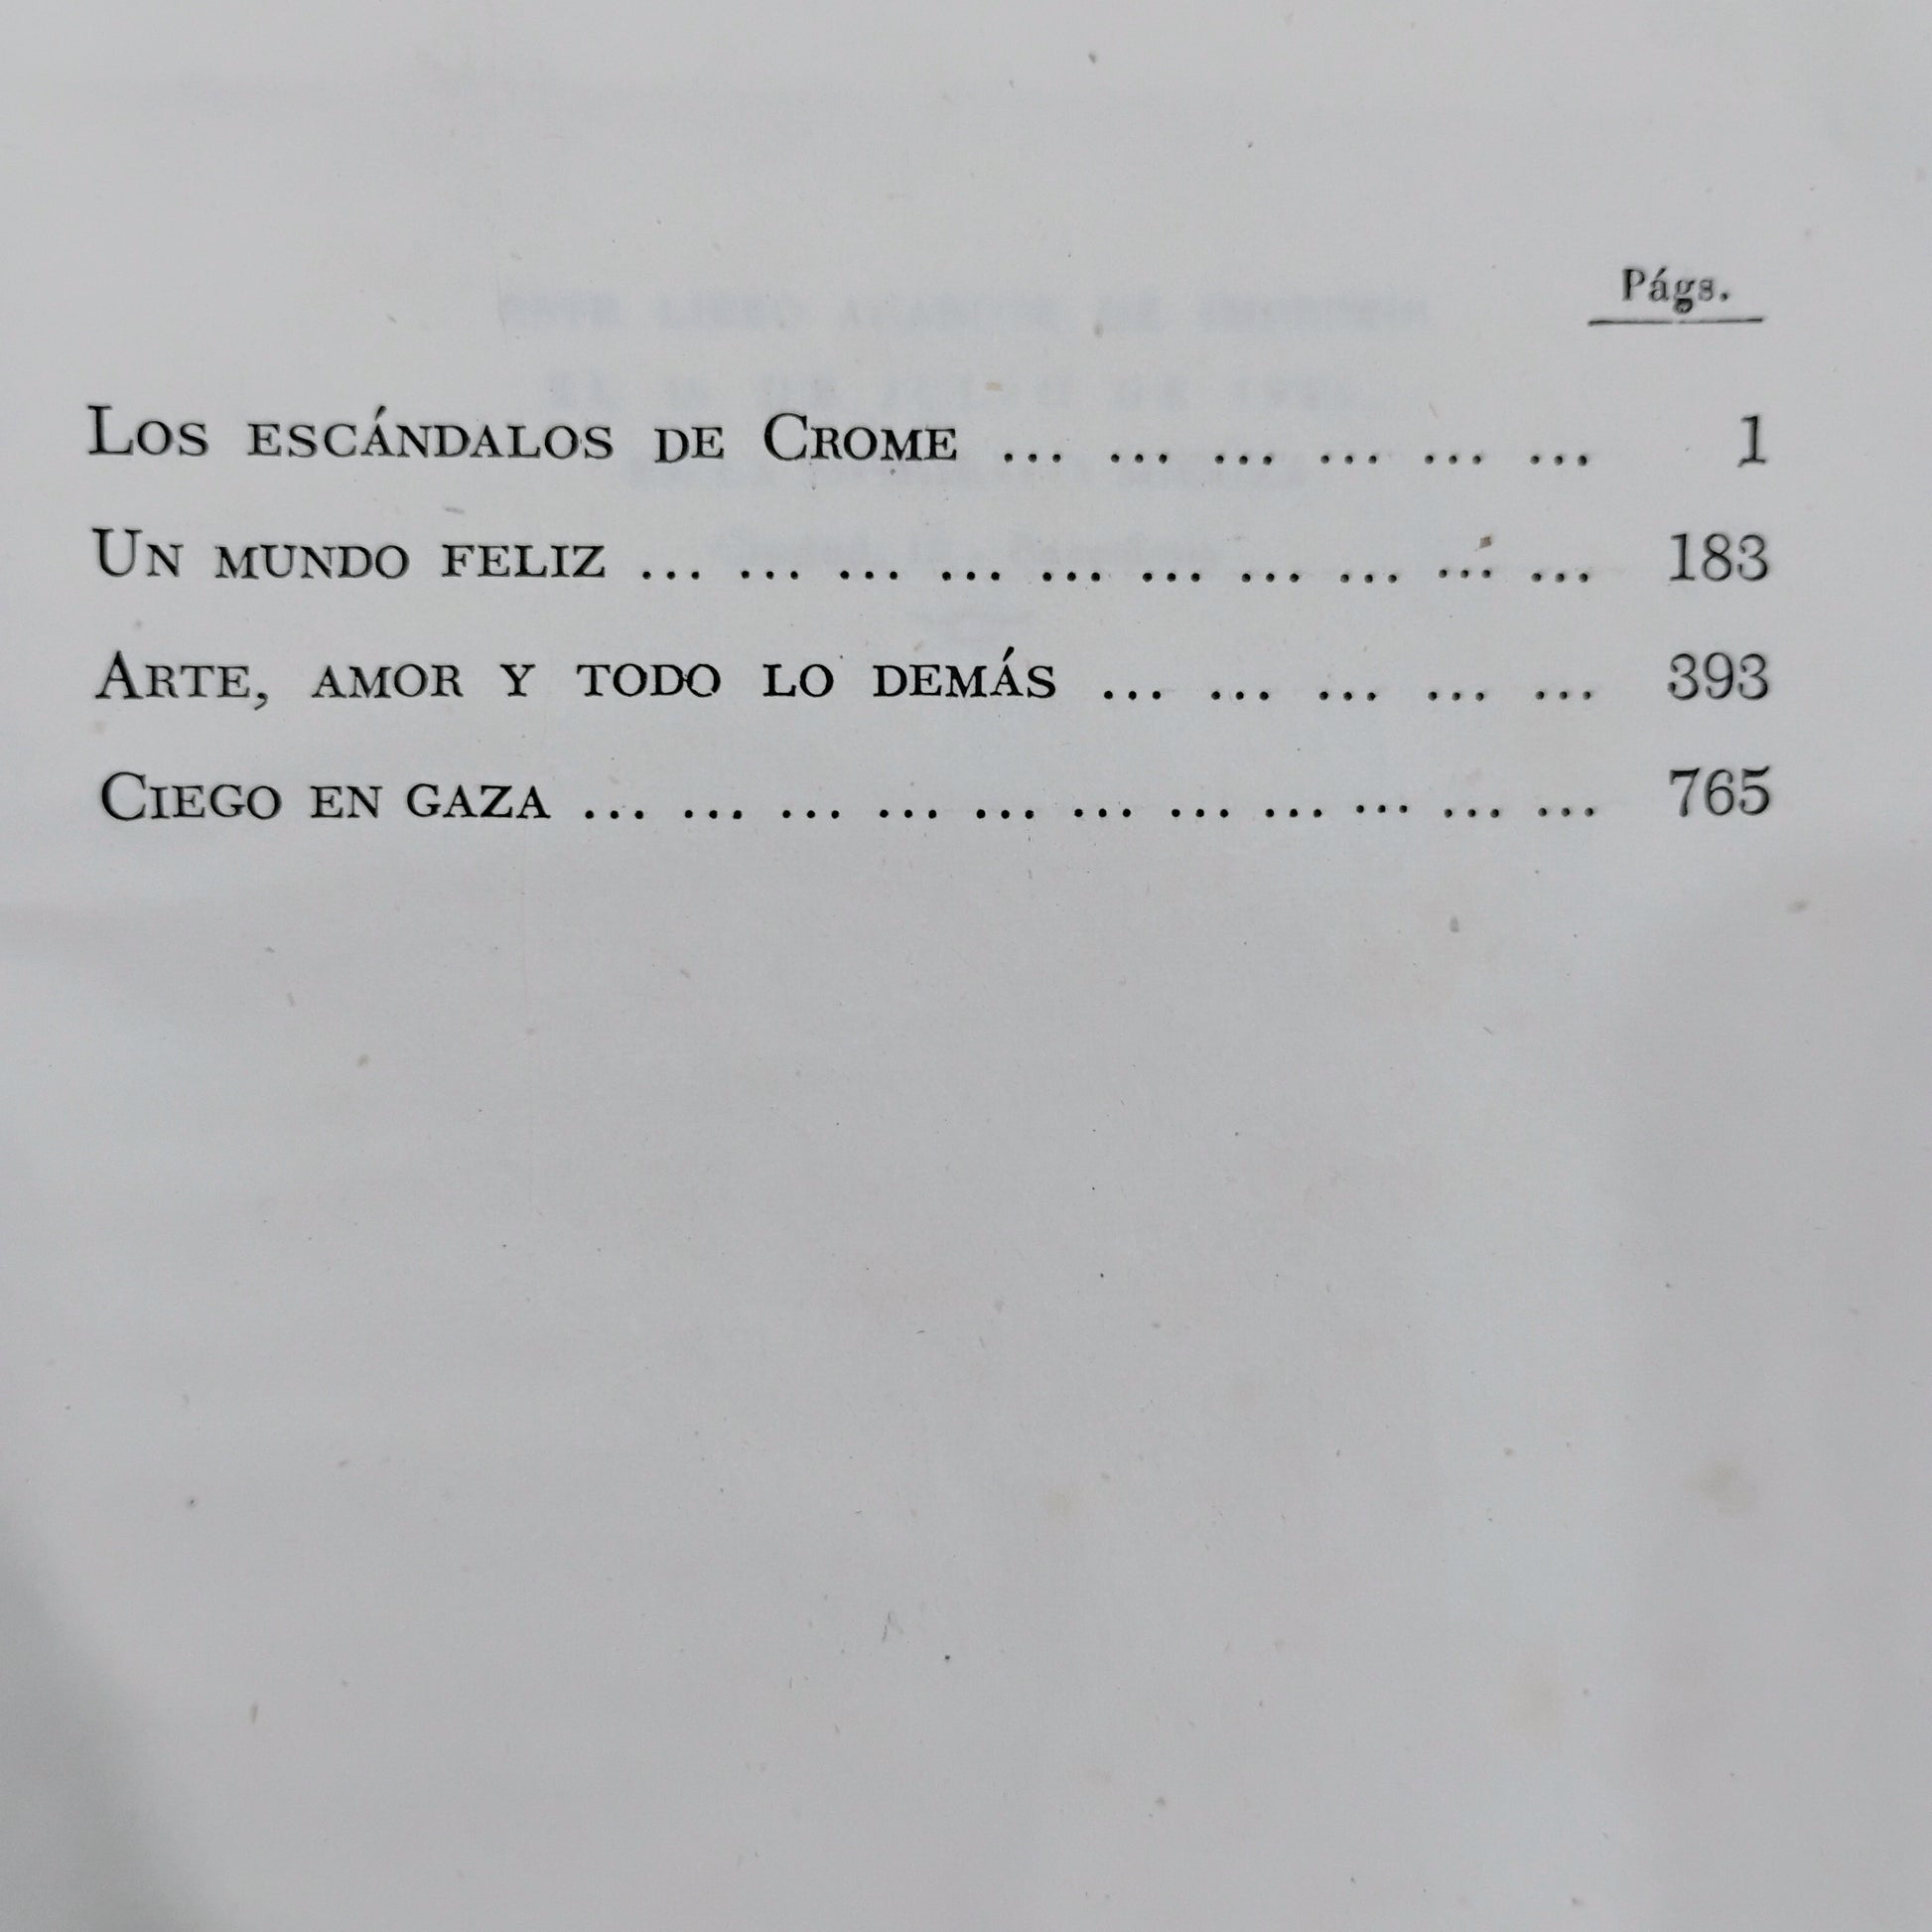 Págs.
Los escándalos de Crome ... ... ... ... ... ... 1
Un mundo feliz ... ... ... ... ... ... ... ... ... ... 183
Arte, amor y todo lo demás ... ... ... ... ... 393
Ciego en gaza ... ... ... ... ... ... ... ... ... ... ... 765